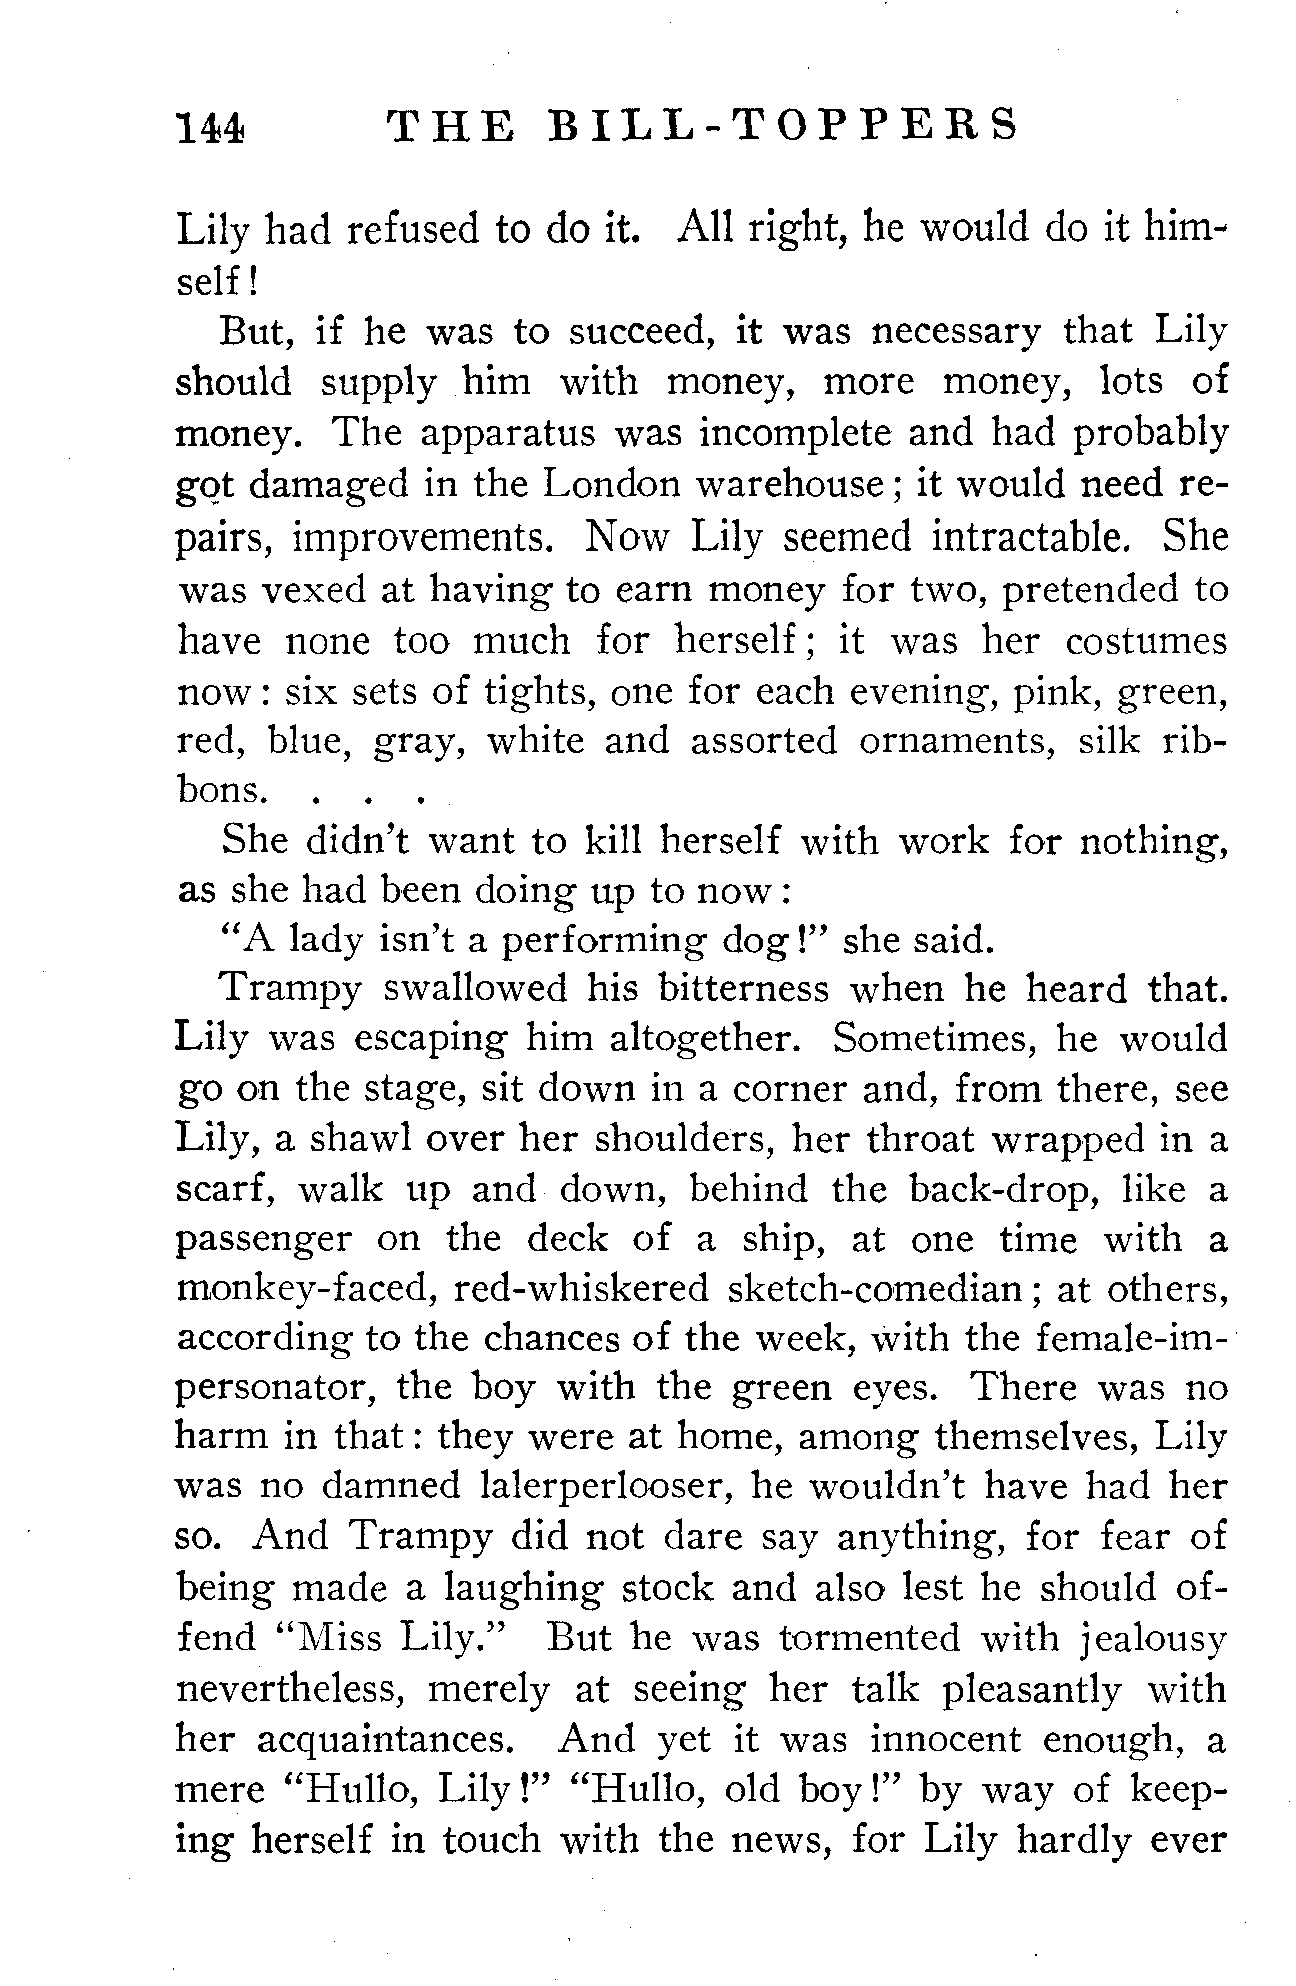 144 THE BILL-TOPPERS
Lily had refused to do it. All right, he would do it him-
self!
But, if he was to succeed, it was necessary that Lily
should supply him with money, more money, lots of
money. The apparatus was incomplete and had probably
got damaged in the London warehouse; it would need re-
pairs, improvements. Now Lily seemed intractable. She
was vexed at having to earn money for two, pretended to
have none too much for herself; it was her costumes
now: six sets of tights, one for each evening, pink, green,
red, blue, gray, white and assorted ornaments, silk rib-
bons. . . .
She didn't want to kill herself with work for nothing,
as she had been doing up to now:
"A lady isn't a performing dog!" she said.
Trampy swallowed his bitterness when he heard that.
Lily was escaping him altogether. Sometimes, he would
go on the stage, sit down in a corner and, from there, see
Lily, a shawl over her shoulders, her throat wrapped in a
scarf, walk up and down, behind the back-drop, like a
passenger on the deck of a ship, at one time with a
monkey-faced, red-whiskered sketch-comedian; at others,
according to the chances of the week, with the female-im-
personator, the boy with the green eyes. There was no
harm in that: they were at home, among themselves, Lily
was no damned lalerperlooser, he wouldn't have had her
so. And Trampy did not dare say anything, for fear of
being made a laughing stock and also lest he should of-
fend "Miss Lily." But he was tormented with jealousy
nevertheless, merely at seeing her talk pleasantly with
her acquaintances. And yet it was innocent enough, a
mere "Hullo, Lily!" "Hullo, old boy!" by way of keep-
ing herself in touch with the news, for Lily hardly ever